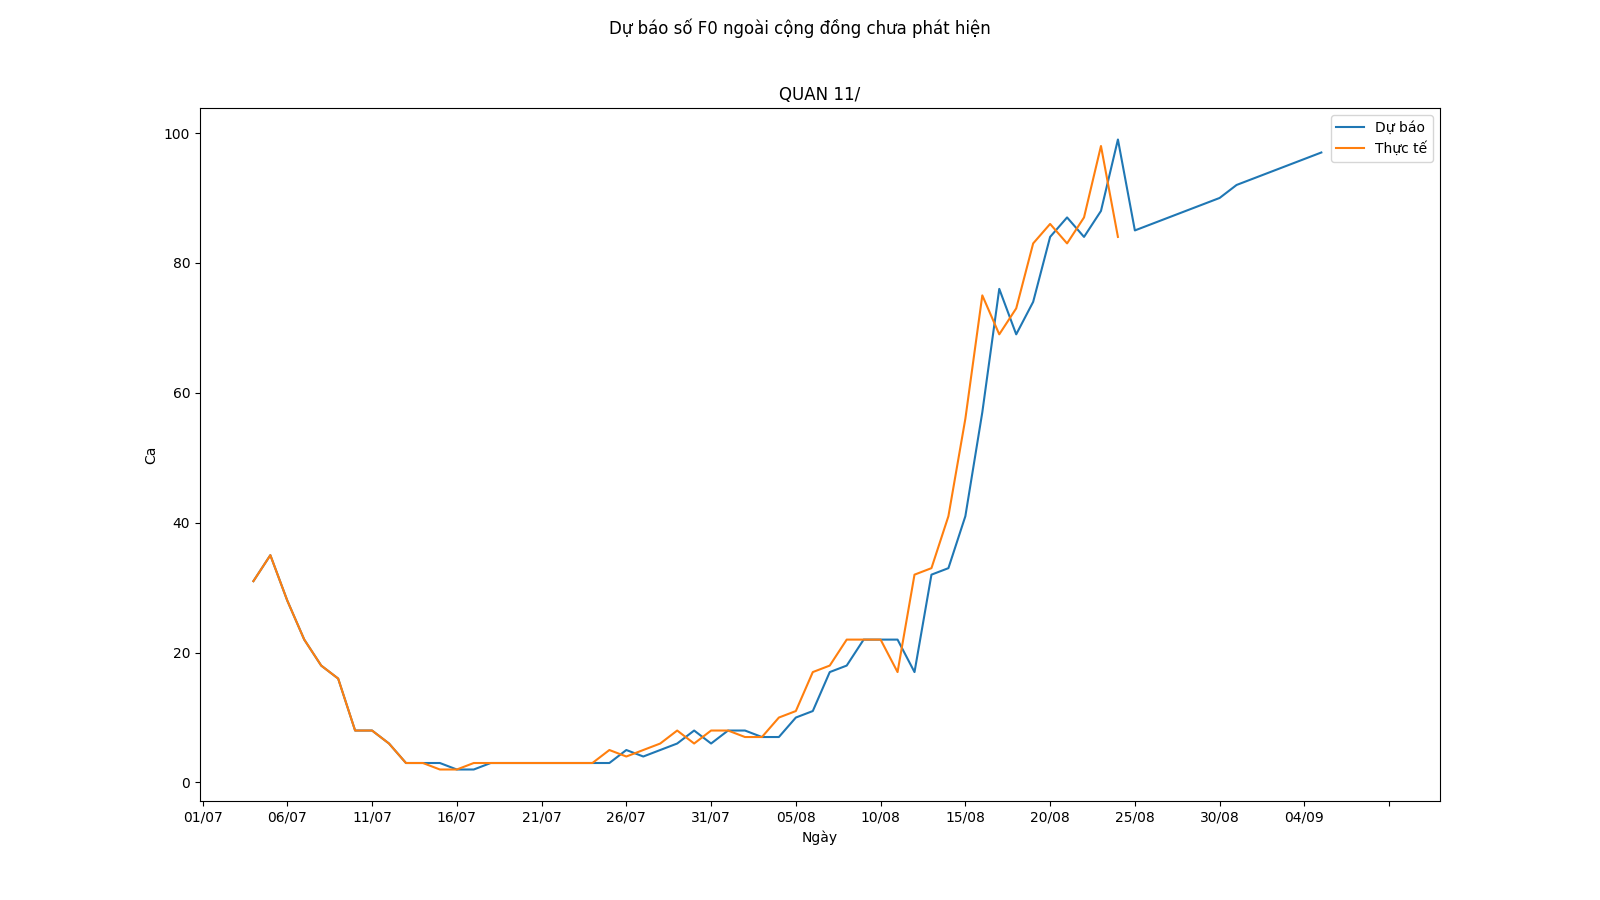 Dự báo số F0 ngoài cộng đồng chưa phát hiện
QUAN 11/
Dự báo
Thực tế
100
80
60
40
20
0
Ca
01/07 06/07 11/07 16/07 21/07 26/07 31/07 05/08 10/08 15/08 20/08 25/08 30/08 04/09
Ngày